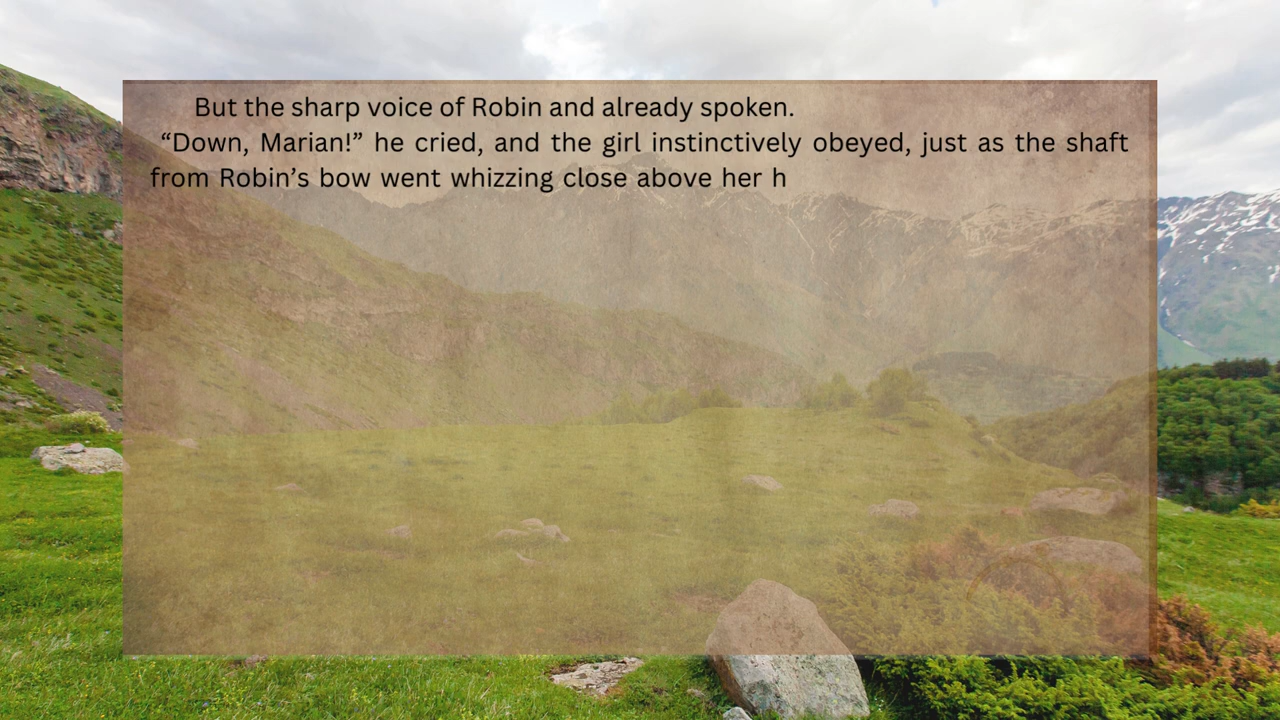 But the sharp voice of Robin and already spoken.
“Down, Marian!” he cried, and the girl instinctively obeyed, just as the shaft
from Robin’s bow went whizzing close above her h